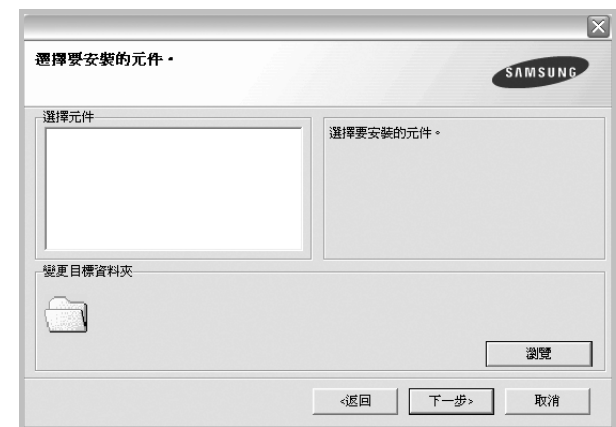 選擇要安裝的元件。
SAMSUNG
選擇元件
選擇要安裝的元件。
變更目標資料夾
瀏覽
<返回
下一步>
取消